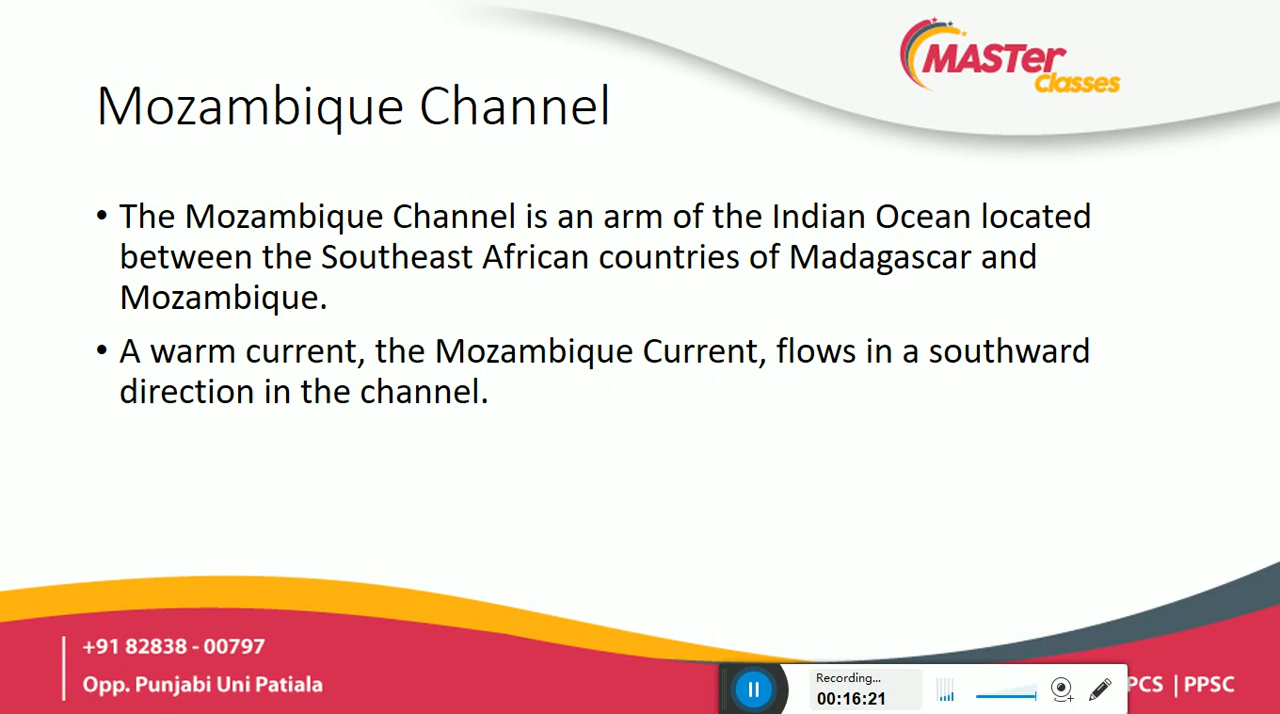 MASTer
Classes
Mozambique Channel
• The Mozambique Channel is an arm of the Indian Ocean located
between the Southeast African countries of Madagascar and
Mozambique.
• A warm current, the Mozambique Current, flows in a southward
direction in the channel.
+91 82838 - 00797
Opp. Punjabi Uni Patiala
Recording...
00:16:21
PCS | PPSC